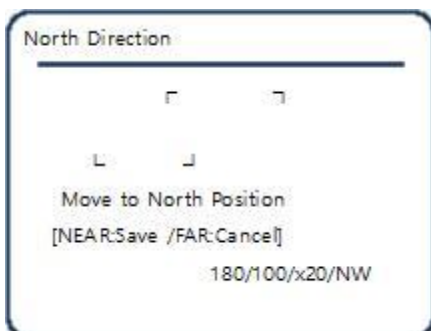 North Direction
Move to North Position
[NEAR:Save /FAR:Cancel]
180/100/x20/NW